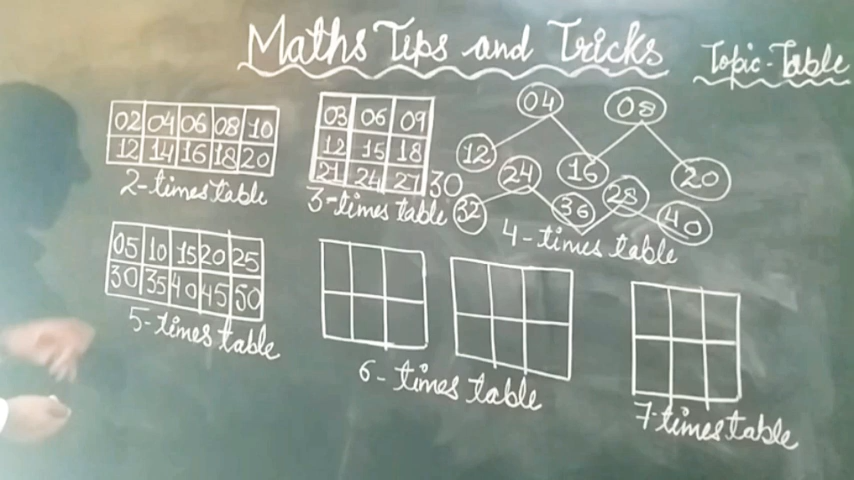 Maths Tips and Tricks
Topic-Table
02 04 06 08 10
12 14 16 18 20
2-times table
03 06 09
12 15 18
21 24 27 30
3-times table
04 08
12 16 20
24 28
32 36 40
4-times table
05 10 15 20 25
30 35 40 45 50
5-times table
6-times table
7-times table